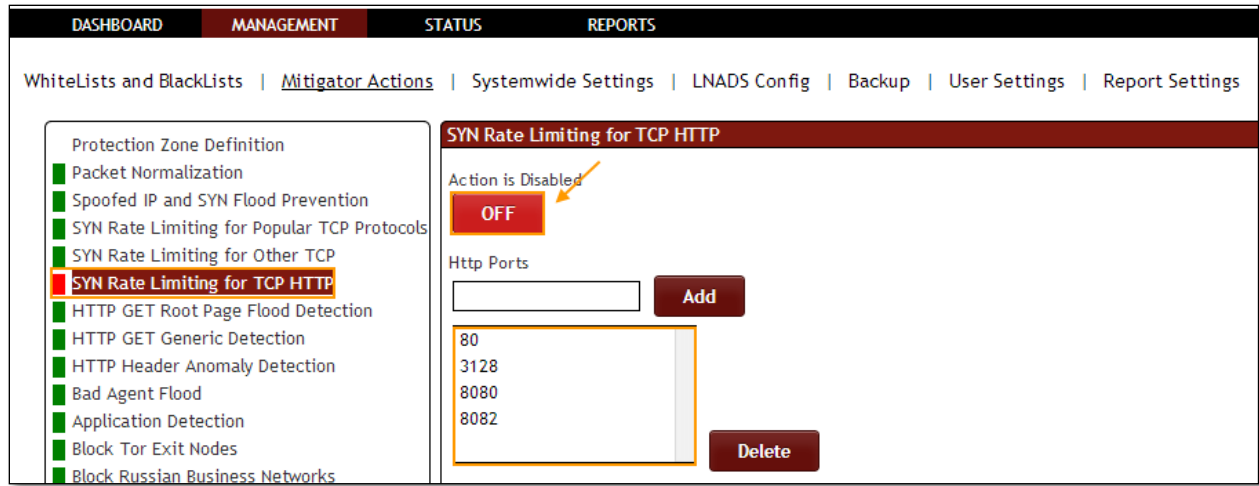 DASHBOARD MANAGEMENT STATUS REPORTS
WhiteLists and BlackLists | Mitigator Actions | Systemwide Settings | LNADS Config | Backup | User Settings | Report Settings
Protection Zone Definition
Packet Normalization
Spoofed IP and SYN Flood Prevention
SYN Rate Limiting for Popular TCP Protocols
SYN Rate Limiting for Other TCP
SYN Rate Limiting for TCP HTTP
HTTP GET Root Page Flood Detection
HTTP GET Generic Detection
HTTP Header Anomaly Detection
Bad Agent Flood
Application Detection
Block Tor Exit Nodes
Block Russian Business Networks
SYN Rate Limiting for TCP HTTP
Action is Disabled
OFF
Http Ports
Add
80
3128
8080
8082
Delete